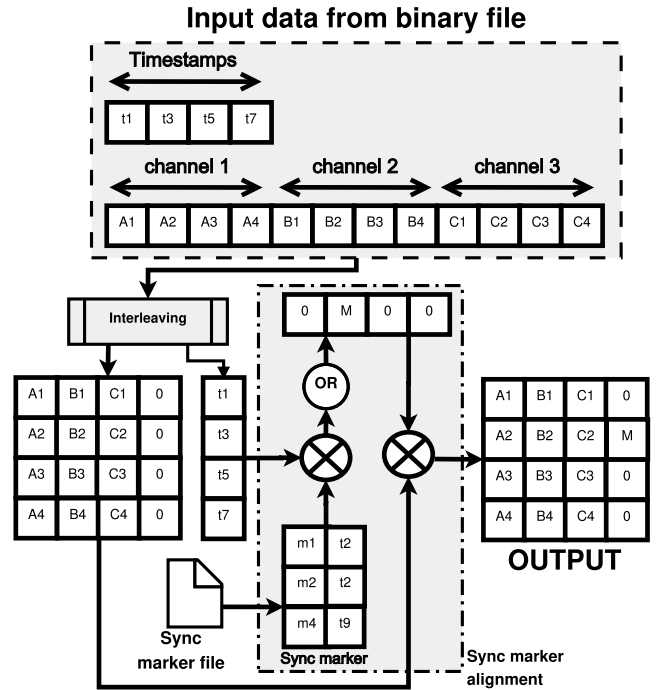 Input data from binary file
Timestamps
t1 t3 t5 t7
channel 1 channel 2 channel 3
A1 A2 A3 A4 B1 B2 B3 B4 C1 C2 C3 C4
Interleaving
0 M 0 0
OR
A1 B1 C1 0
A2 B2 C2 0
A3 B3 C3 0
A4 B4 C4 0
t1
t3
t5
t7
m1 t2
m2 t2
m4 t9
Sync marker
Sync
marker file
A1 B1 C1 0
A2 B2 C2 M
A3 B3 C3 0
A4 B4 C4 0
OUTPUT
Sync marker
alignment